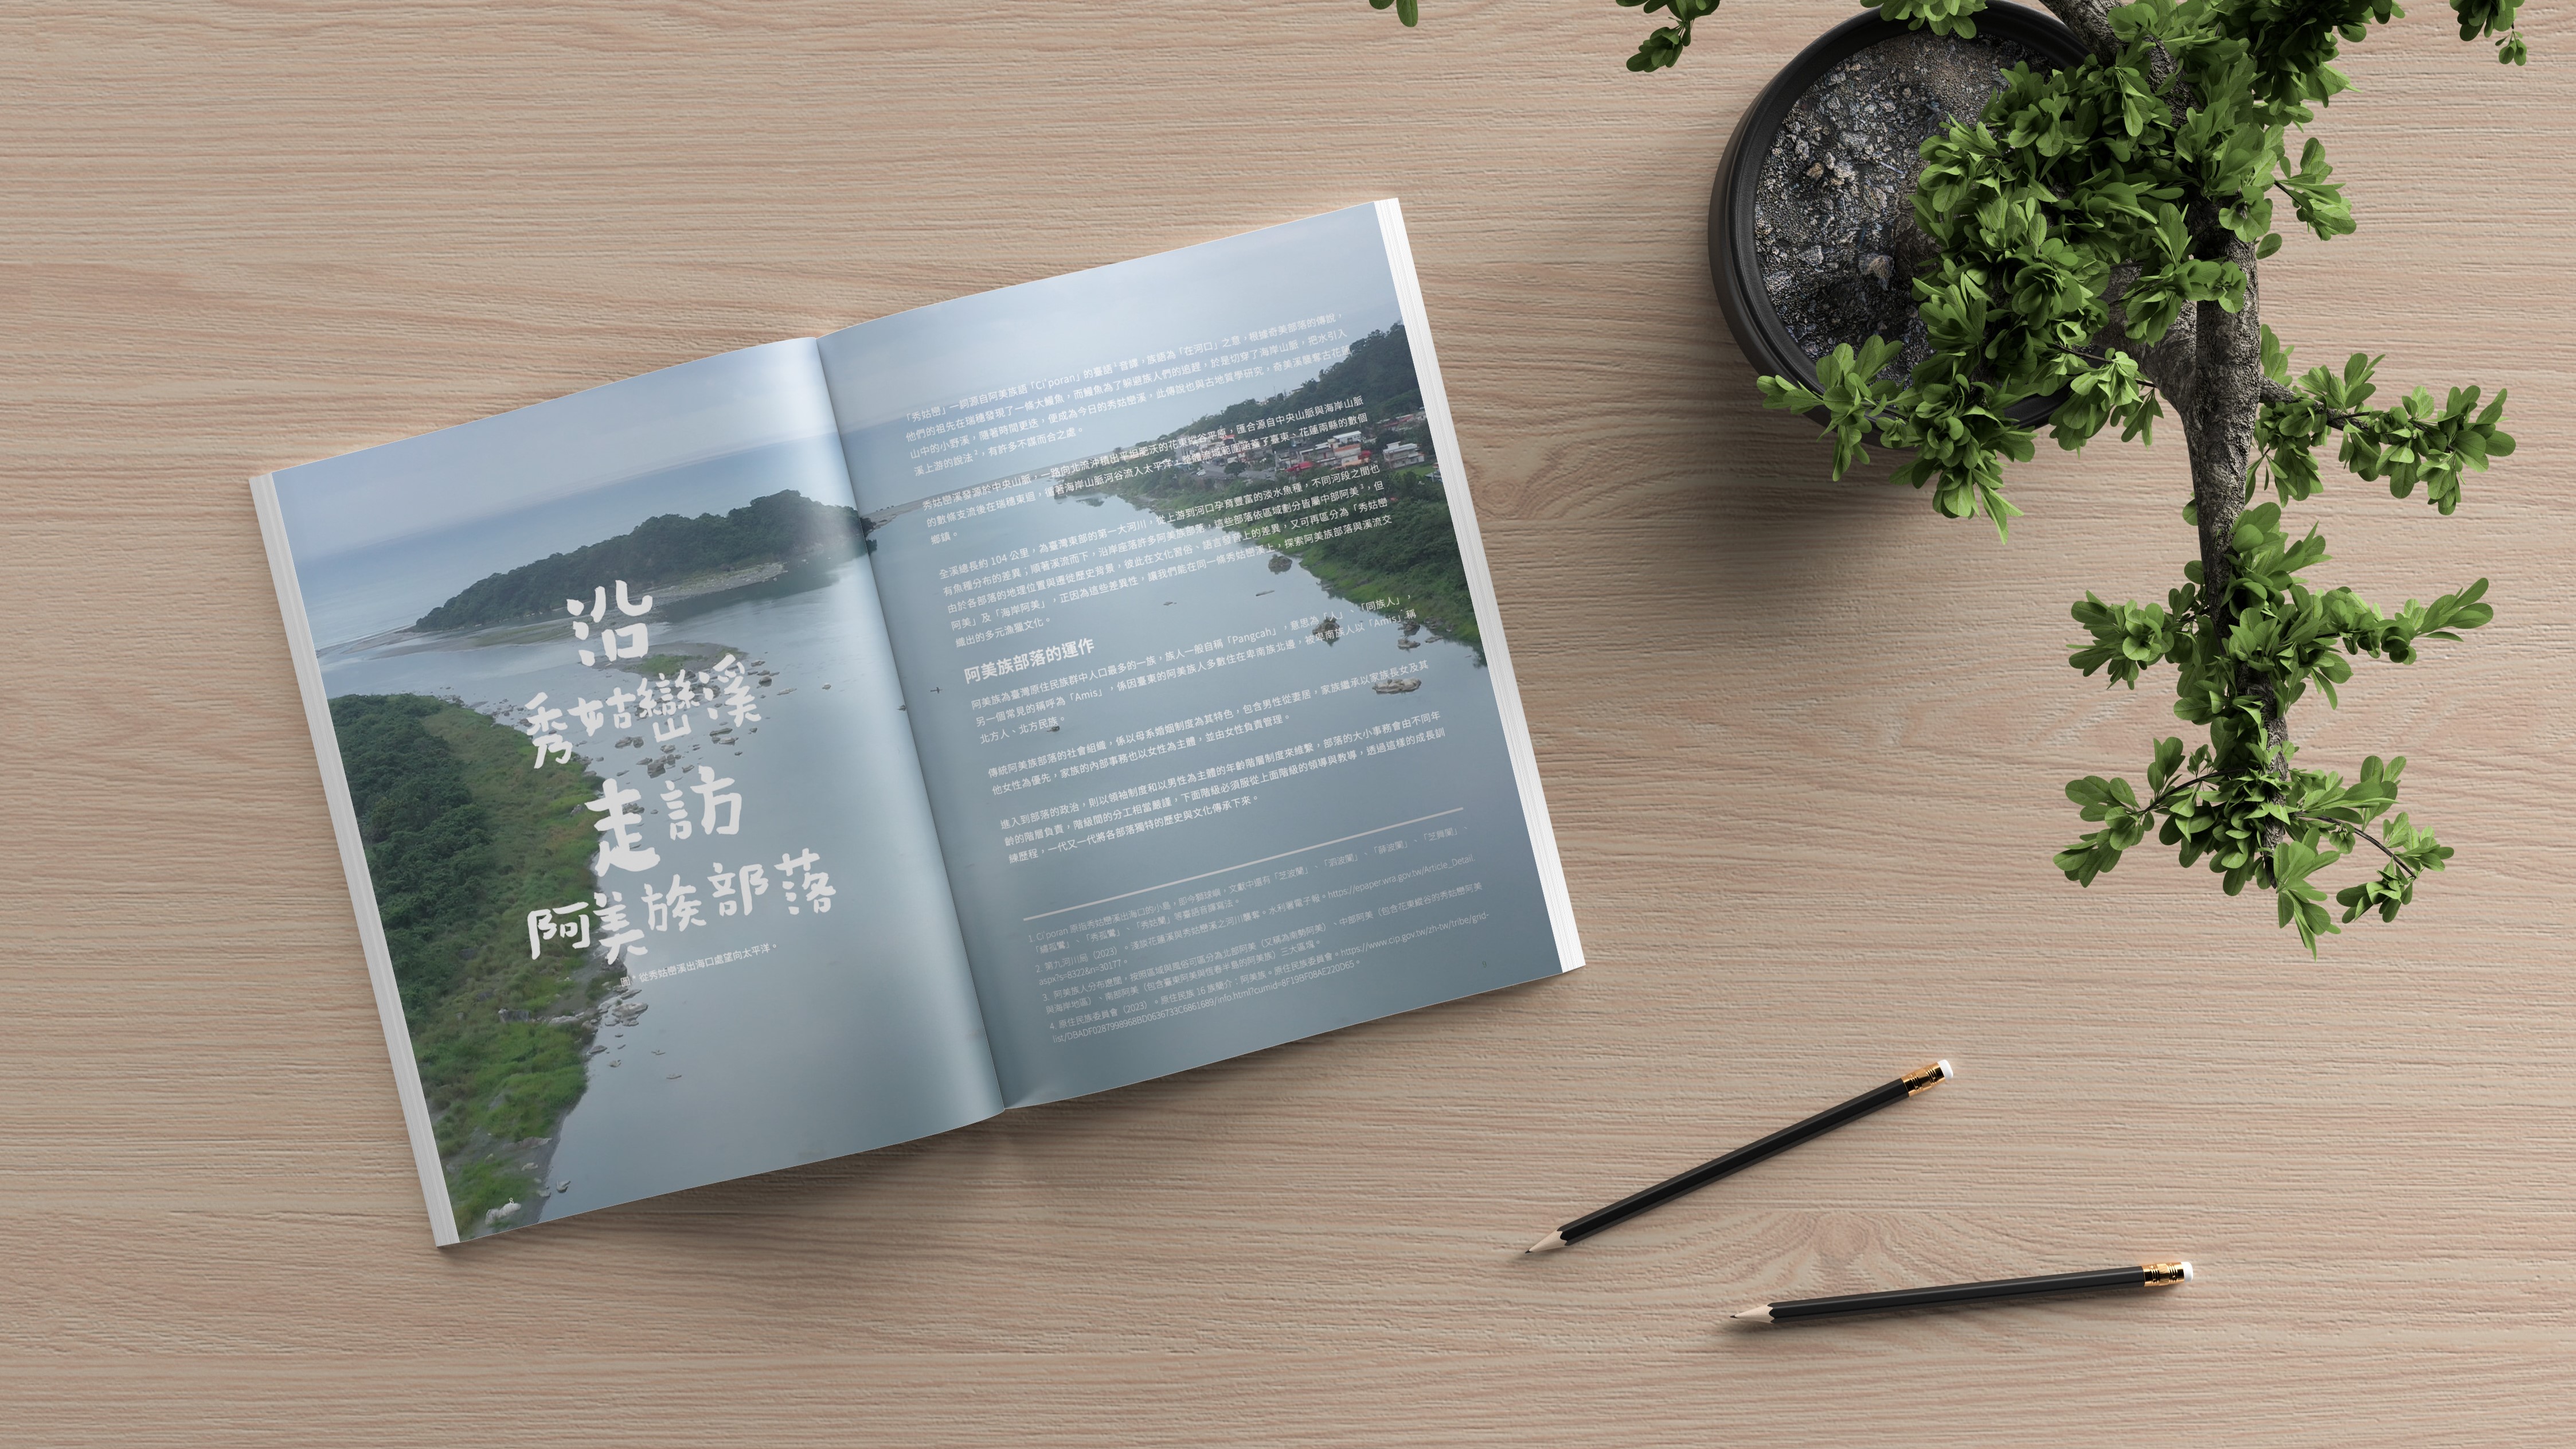 沿
秀姑巒溪
走訪
阿美族部落
圖。從秀姑巒溪出海口處望向太平洋。
8
「秀姑巒」一詞源自阿美族語「Ci'poran」的臺語¹音譯，族語為「在河口」之意，根據奇美部落的傳說，
他們的祖先在瑞穗發現了一條大鱸魚，而鱸魚為了躲避族人們的追趕，於是切穿了海岸山脈，把水引入
山中的小野溪，隨著時間更迭，便成為今日的秀姑巒溪，此傳說也與古地質學研究，奇美溪襲奪古花蓮
溪上游的說法²，有許多不謀而合之處。
秀姑巒溪發源於中央山脈，一路向北流沖積出平坦肥沃的花東縱谷平原，匯合源自中央山脈與海岸山脈
的數條支流後在瑞穗東迴，循著海岸山脈河谷流入太平洋，整體流域範圍涵蓋了臺東、花蓮兩縣的數個
鄉鎮。
全溪總長約 104 公里，為臺灣東部的第一大河川，從上游到河口孕育豐富的淡水魚種，不同河段之間也
有魚種分布的差異；順著溪流而下，沿岸座落許多阿美族部落，這些部落依區域劃分皆屬中部阿美³，但
由於各部落的地理位置與遷徙歷史背景，彼此在文化習俗、語言發音上的差異，又可再區分為「秀姑巒
阿美」及「海岸阿美」，正因為這些差異性，讓我們能在同一條秀姑巒溪上，探索阿美族部落與溪流交
織出的多元漁獵文化。
阿美族部落的運作
阿美族為臺灣原住民族群中人口最多的一族，族人一般自稱「Pangcah」，意思為「人」、「同族人」，
另一個常見的稱呼為「Amis」，係因臺東的阿美族人多數住在卑南族北邊，被卑南族人以「Amis」稱
北方人、北方民族。
傳統阿美族部落的社會組織，係以母系婚姻制度為其特色，包含男性從妻居，家族繼承以家族長女及其
他女性為優先，家族的內部事務也以女性為主體，並由女性負責管理。
進入到部落的政治，則以領袖制度和以男性為主體的年齡階層制度來維繫，部落的大小事務會由不同年
齡的階層負責，階級間的分工相當嚴謹，下面階級必須服從上面階級的領導與教導，透過這樣的成長訓
練歷程，一代又一代將各部落獨特的歷史與文化傳承下來。
1. Ci'poran 原指秀姑巒溪出海口的小島，即今獅球嶼，文獻中還有「芝波蘭」、「泗波蘭」、「薛波蘭」、「芝舞蘭」、
「繡孤鸞」、「秀孤鸞」、「秀姑蘭」等臺語音譯寫法。
2. 第九河川局（2023）。淺談花蓮溪與秀姑巒溪之河川襲奪。水利署電子報。https://epaper.wra.gov.tw/Article_Detail.
aspx?s=8322&n=30177。
3. 阿美族人分布遼闊，按照區域與風俗可區分為北部阿美（又稱為南勢阿美）、中部阿美（包含花東縱谷的秀姑巒阿美
與海岸地區）、南部阿美（包含臺東阿美與恆春半島的阿美族）三大區塊。
4. 原住民族委員會（2023）。原住民族 16 族簡介：阿美族。原住民族委員會。https://www.cip.gov.tw/zh-tw/tribe/grid-
list/DBADF0287998968BD0636733C6861689/info.html?cumid=8F19BF08AE220D65。